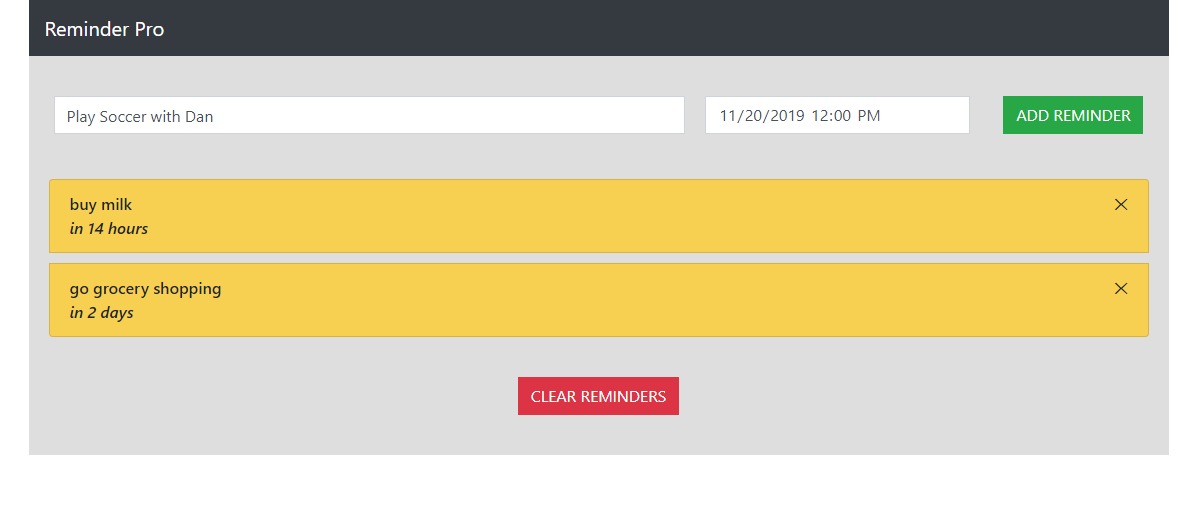 Reminder Pro
Play Soccer with Dan
11/20/2019 12:00 PM
ADD REMINDER
buy milk
in 14 hours
go grocery shopping
in 2 days
CLEAR REMINDERS